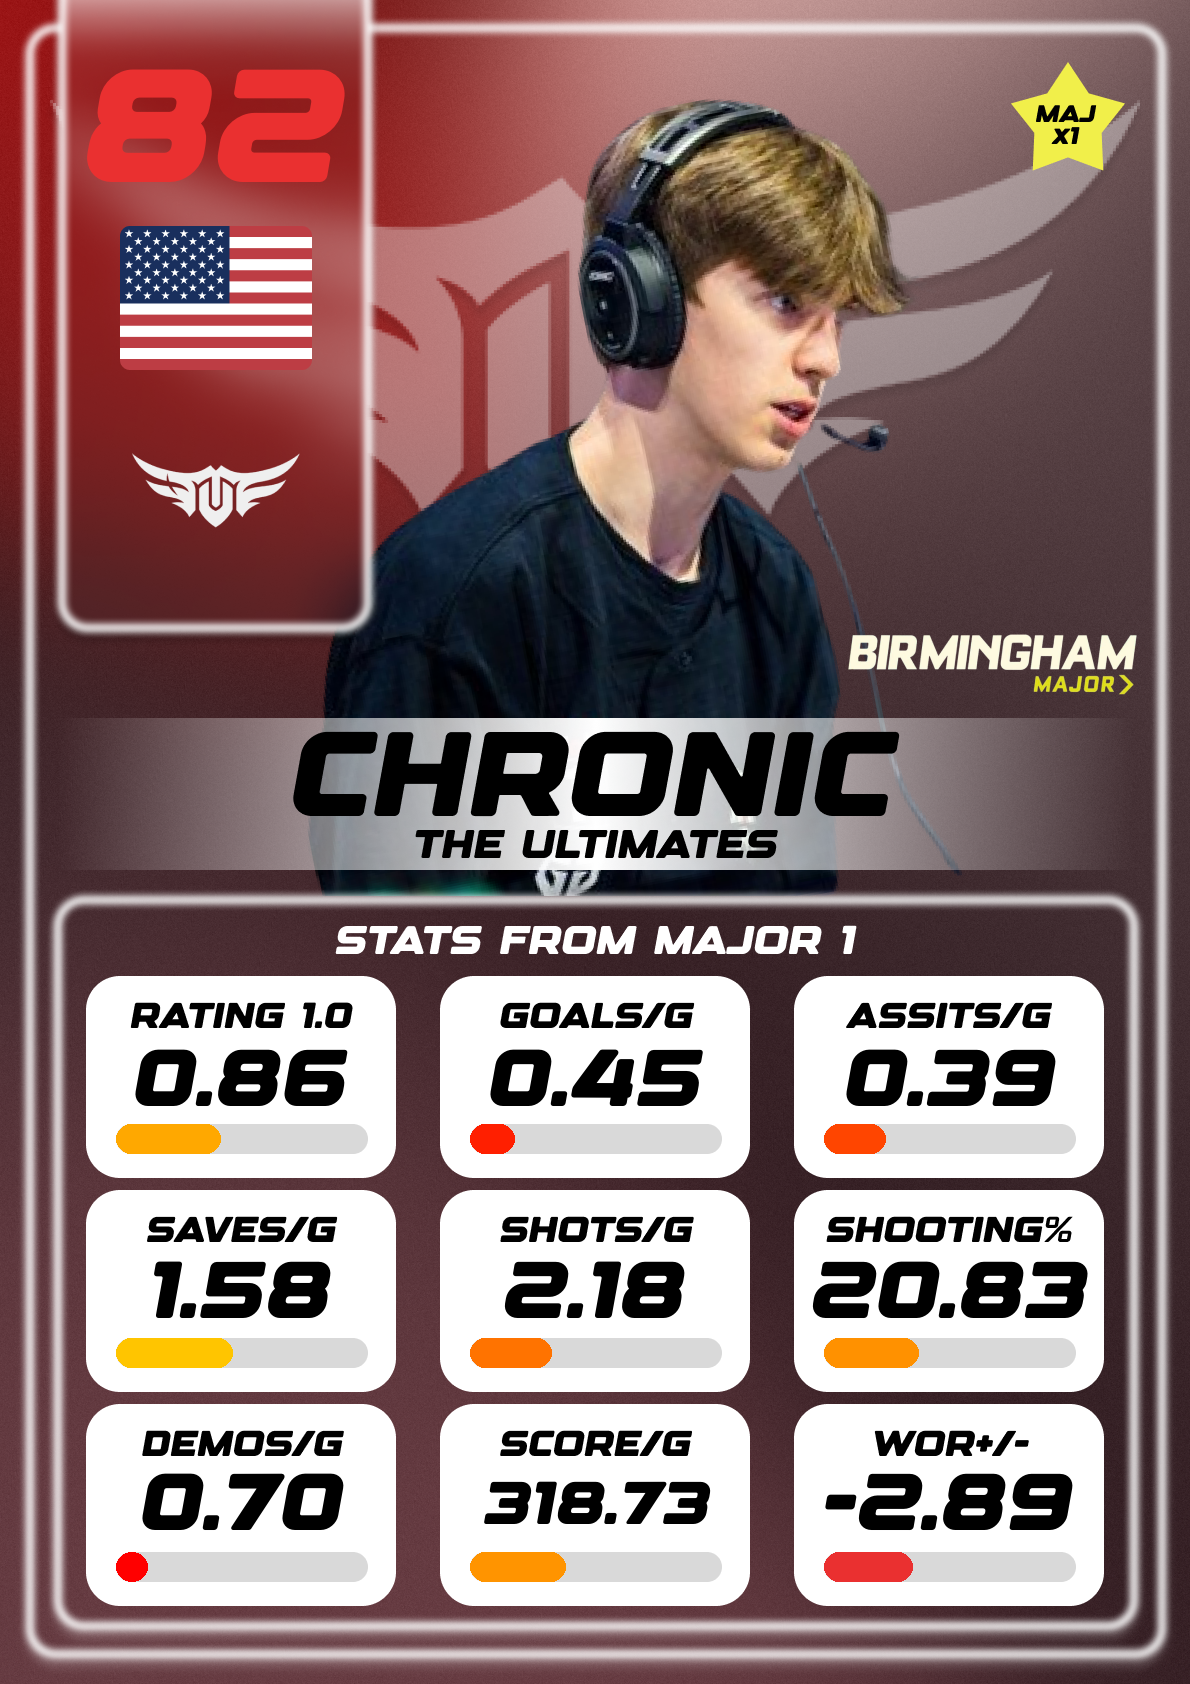 82
MAJ
X1
BIRMINGHAM
MAJOR
CHRONIC
THE ULTIMATES
STATS FROM MAJOR 1
RATING 1.0
0.86
GOALS/G
0.45
ASSITS/G
0.39
SAVES/G
1.58
SHOTS/G
2.18
SHOOTING%
20.83
DEMOS/G
0.70
SCORE/G
318.73
WOR+/-
-2.89